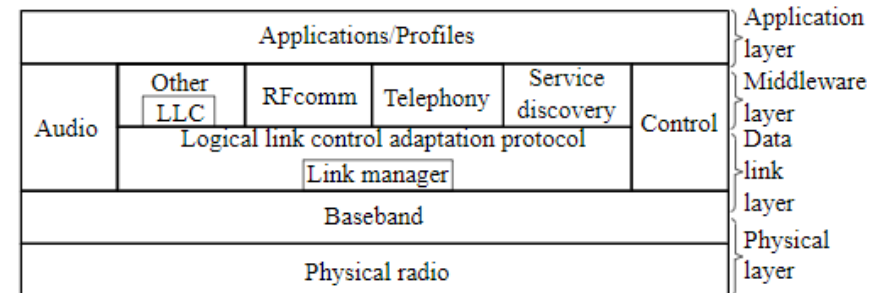 Applications/Profiles
Application
layer
Audio
Other
LLC
RFcomm
Telephony
Service
discovery
Control
Middleware
layer
Logical link control adaptation protocol
Link manager
Data
link
layer
Baseband
Physical radio
Physical
layer